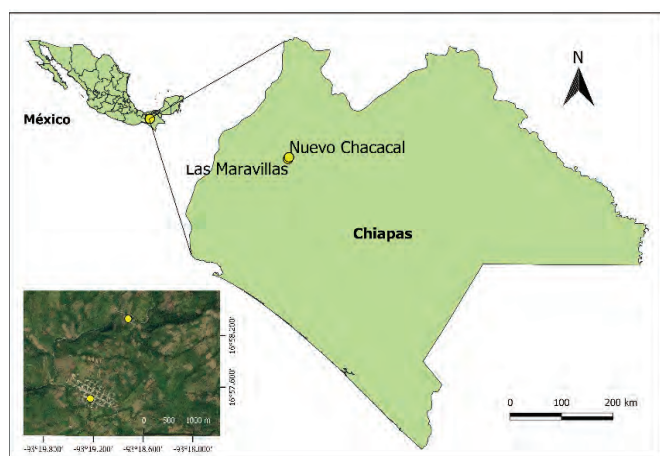 N
México
Nuevo Chacacal
Las Maravillas
Chiapas
16°58.200'
16°57.600'
0 500 1000 m
-93°19.800' -93°19.200' -93°18.600' -93°18.000'
0 100 200 km